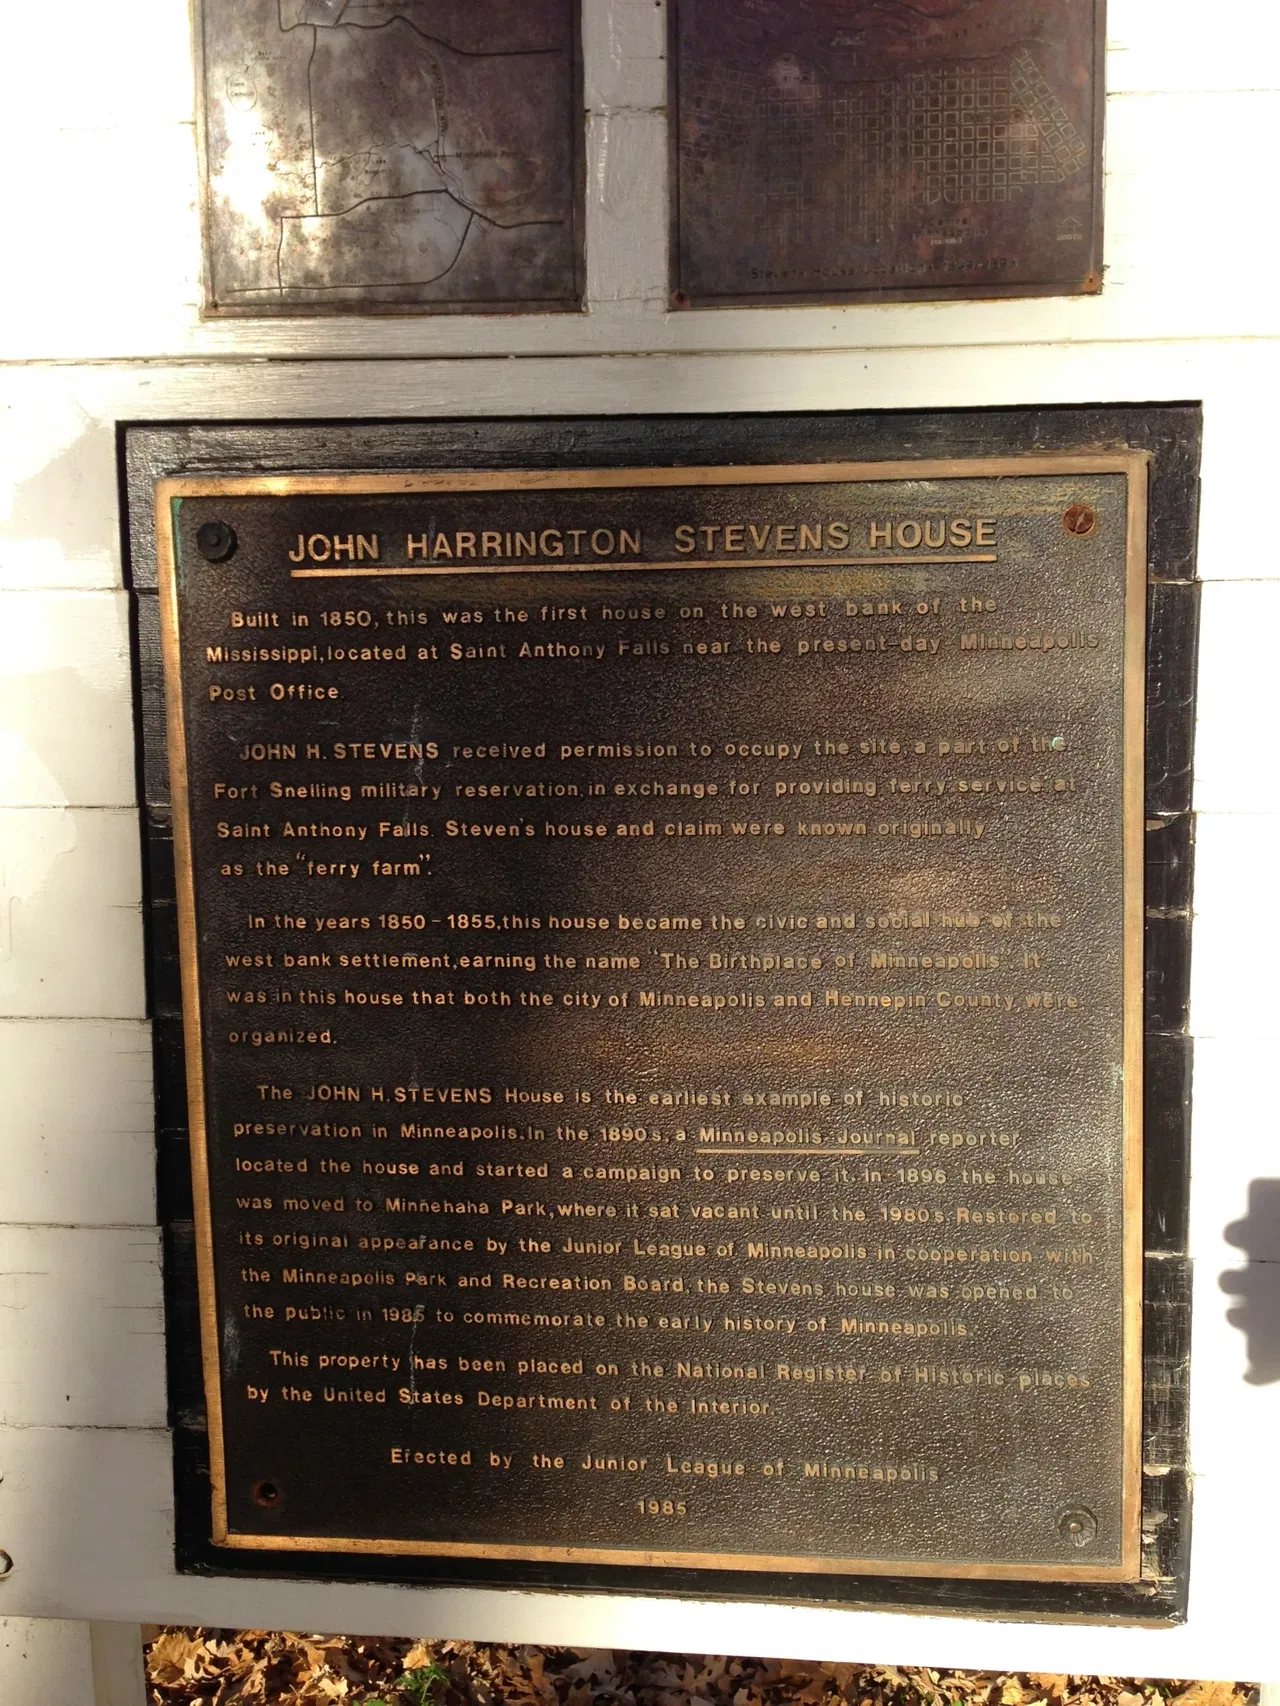 Stevens House Locations
JOHN HARRINGTON STEVENS HOUSE
Built in 1850, this was the first house on the west bank of the
Mississippi, located at Saint Anthony Falls near the present-day Minneapolis
Post Office.
JOHN H. STEVENS received permission to occupy the site, a part of the
Fort Snelling military reservation, in exchange for providing ferry service at
Saint Anthony Falls. Steven's house and claim were known originally
as the "ferry farm".
In the years 1850-1855, this house became the civic and social hub of the
west bank settlement, earning the name "The Birthplace of Minneapolis". It
was in this house that both the city of Minneapolis and Hennepin County were
organized.
The JOHN H. STEVENS House is the earliest example of historic
preservation in Minneapolis. In the 1890's, a Minneapolis Journal reporter
located the house and started a campaign to preserve it. In 1896 the house
was moved to Minnehaha Park, where it sat vacant until the 1980's. Restored to
its original appearance by the Junior League of Minneapolis in cooperation with
the Minneapolis Park and Recreation Board, the Stevens house was opened to
the public in 1985 to commemorate the early history of Minneapolis.
This property has been placed on the National Register of Historic places
by the United States Department of the Interior.
Erected by the Junior League of Minneapolis
1985